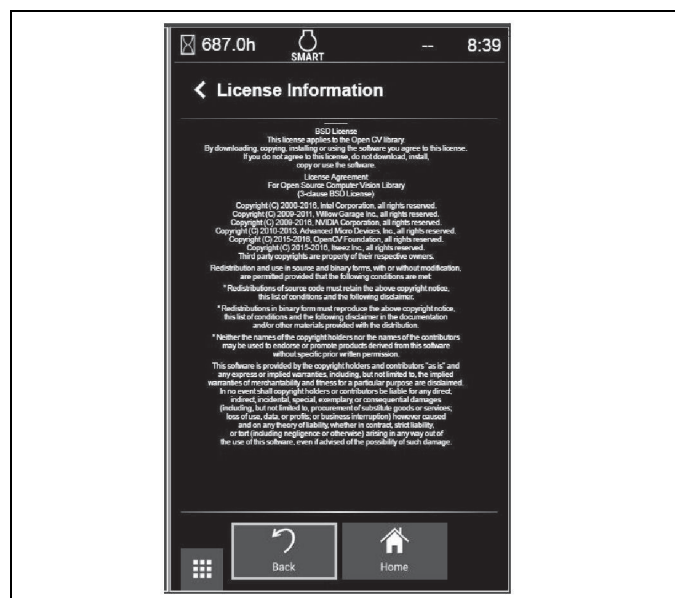 687.0h
SMART
--
8:39
License Information
BSD License
This license applies to the Open CV library.
By downloading, copying, installing or using the software you agree to this license.
If you do not agree to this license, do not download, install,
copy or use the software.
License Agreement
For Open Source Computer Vision Library
(3-clause BSD License)
Copyright (C) 2000-2016, Intel Corporation, all rights reserved.
Copyright (C) 2009-2011, Willow Garage Inc., all rights reserved.
Copyright (C) 2009-2016, NVIDIA Corporation, all rights reserved.
Copyright (C) 2010-2013, Advanced Micro Devices, Inc., all rights reserved.
Copyright (C) 2015-2016, OpenCV Foundation, all rights reserved.
Copyright (C) 2015-2016, Itseez Inc., all rights reserved.
Third party copyrights are property of their respective owners.
Redistribution and use in source and binary forms, with or without modification,
are permitted provided that the following conditions are met:
* Redistributions of source code must retain the above copyright notice,
this list of conditions and the following disclaimer.
* Redistributions in binary form must reproduce the above copyright notice,
this list of conditions and the following disclaimer in the documentation
and/or other materials provided with the distribution.
* Neither the names of the copyright holders nor the names of the contributors
may be used to endorse or promote products derived from this software
without specific prior written permission.
This software is provided by the copyright holders and contributors "as is" and
any express or implied warranties, including, but not limited to, the implied
warranties of merchantability and fitness for a particular purpose are disclaimed.
In no event shall copyright holders or contributors be liable for any direct,
indirect, incidental, special, exemplary, or consequential damages
(including, but not limited to, procurement of substitute goods or services;
loss of use, data, or profits; or business interruption) however caused
and on any theory of liability, whether in contract, strict liability,
or tort (including negligence or otherwise) arising in any way out of
the use of this software, even if advised of the possibility of such damage.
Back
Home